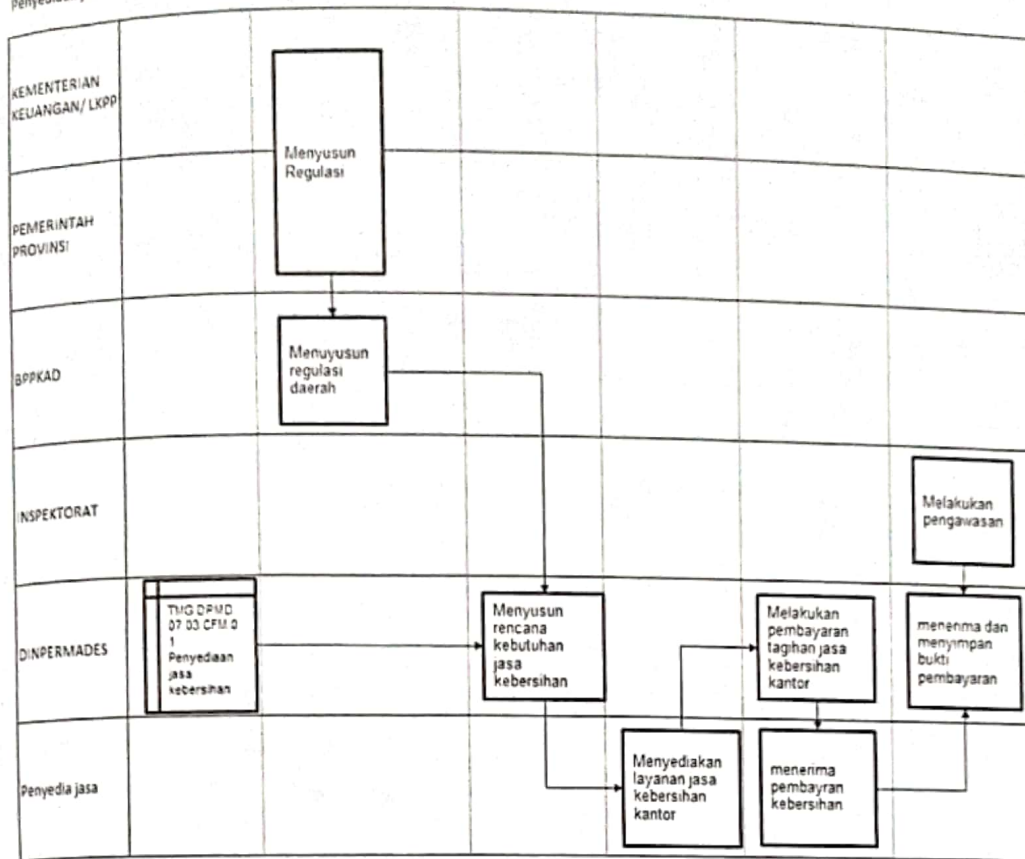 KEMENTERIAN
KEUANGAN/ LKPP
Menyusun
Regulasi
PEMERINTAH
PROVINSI
BPPKAD
Menuyusun
regulasi
daerah
INSPEKTORAT
Melakukan
pengawasan
DINPERMADES
TMG DPMD
07 03 CFM 0
1
Penyediaan
jasa
kebersihan
Menyusun
rencana
kebutuhan
jasa
kebersihan
Melakukan
pembayaran
tagihan jasa
kebersihan
kantor
menerima dan
menyimpan
bukti
pembayaran
Penyedia jasa
Menyediakan
layanan jasa
kebersihan
kantor
menerima
pembayran
kebersihan